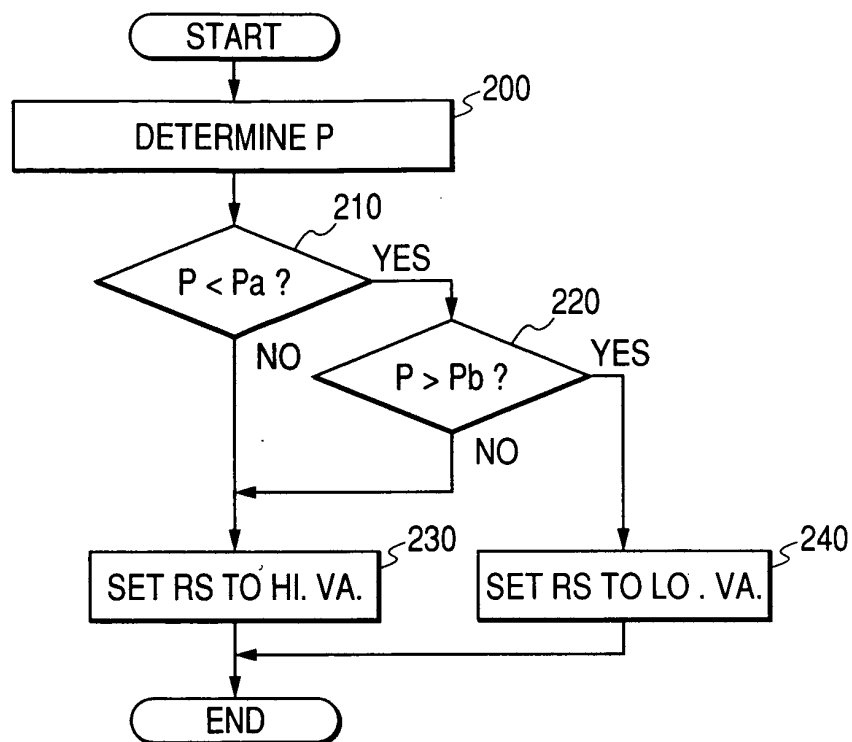 START
200
DETERMINE P
210
P < Pa ?
YES
NO
220
P > Pb ?
YES
NO
230
SET RS TO HI. VA.
240
SET RS TO LO . VA.
END